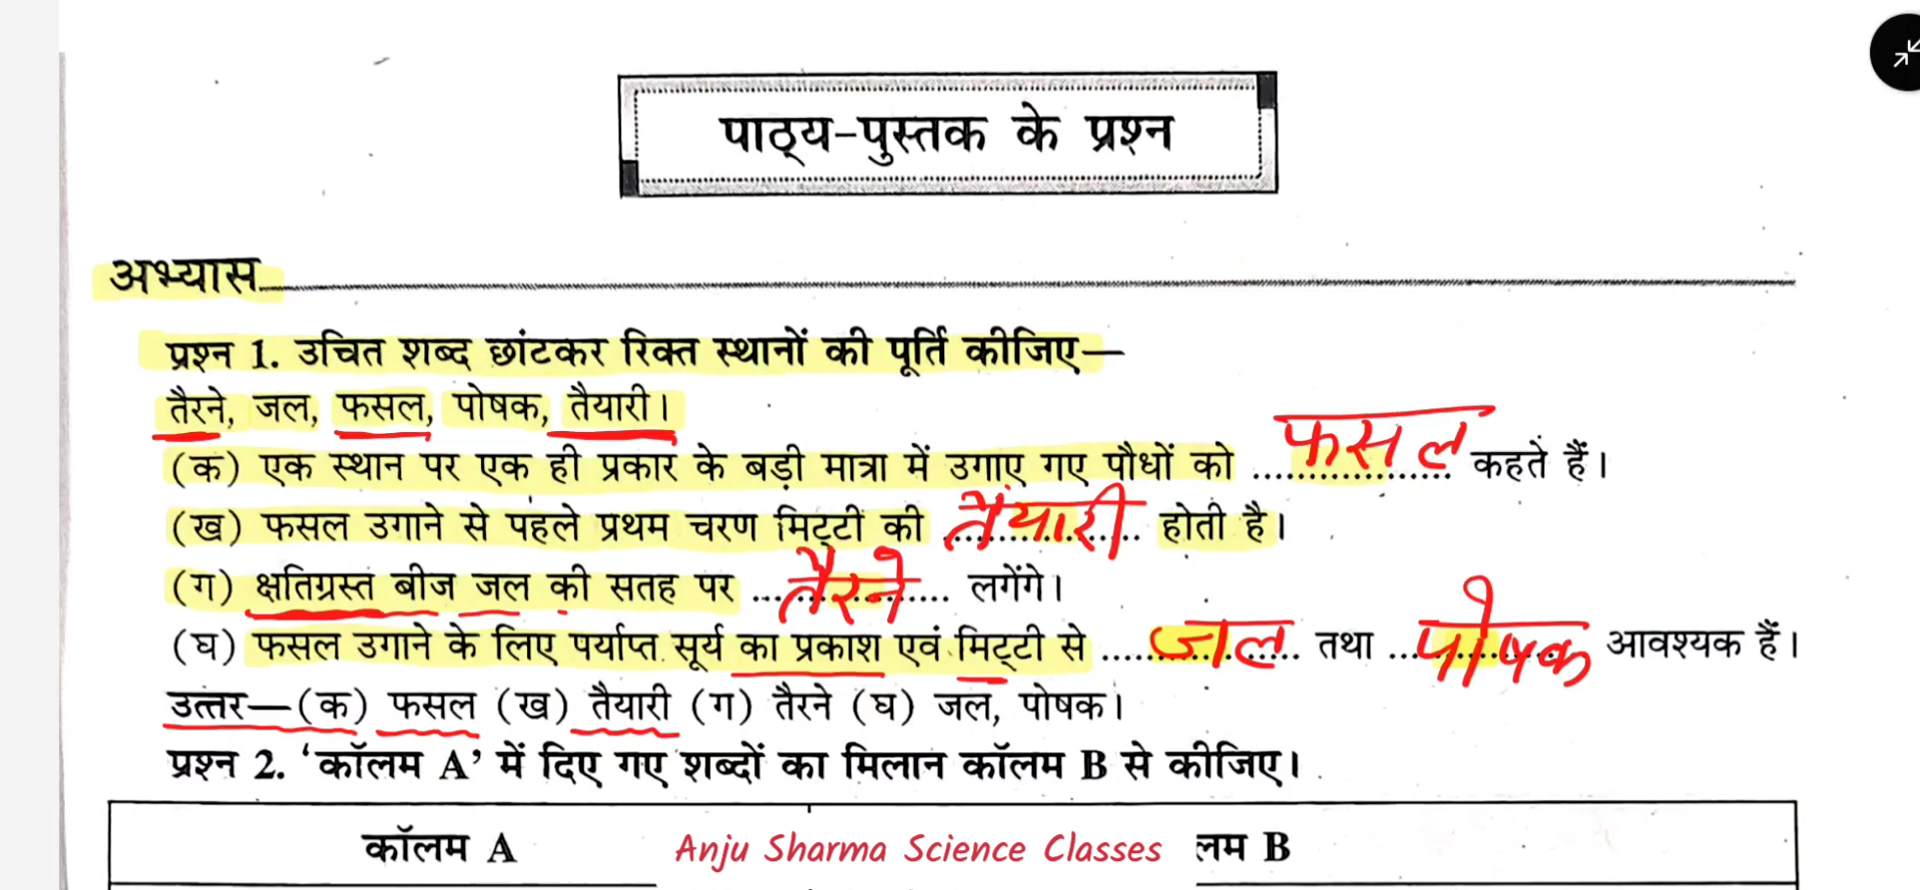 पाठ्य-पुस्तक के प्रश्न
अभ्यास
प्रश्न 1. उचित शब्द छांटकर रिक्त स्थानों की पूर्ति कीजिए—
तैरने, जल, फसल, पोषक, तैयारी।
(क) एक स्थान पर एक ही प्रकार के बड़ी मात्रा में उगाए गए पौधों को ....फसल.... कहते हैं।
(ख) फसल उगाने से पहले प्रथम चरण मिट्टी की ....तैयारी.... होती है।
(ग) क्षतिग्रस्त बीज जल की सतह पर ....तैरने.... लगेंगे।
(घ) फसल उगाने के लिए पर्याप्त सूर्य का प्रकाश एवं मिट्टी से ....जल.... तथा ....पोषक.... आवश्यक हैं।
उत्तर—(क) फसल (ख) तैयारी (ग) तैरने (घ) जल, पोषक।
प्रश्न 2. ‘कॉलम A’ में दिए गए शब्दों का मिलान कॉलम B से कीजिए।
कॉलम A Anju Sharma Science Classes लम B